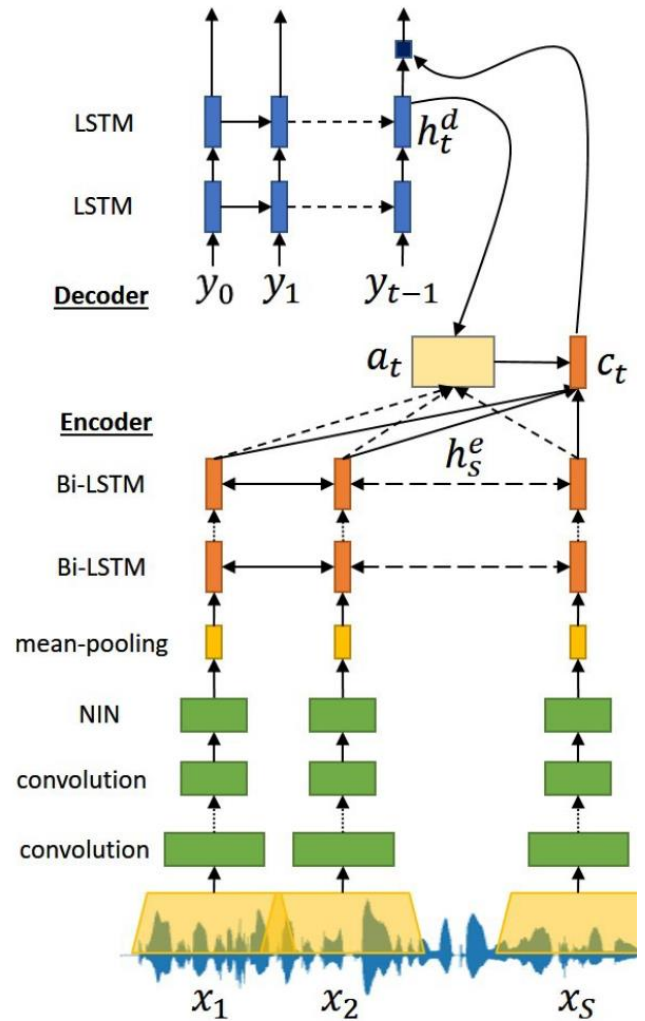 LSTM
h_t^d
LSTM
y_0 y_1 y_{t-1}
Decoder
a_t c_t
Encoder
h_s^e
Bi-LSTM
Bi-LSTM
mean-pooling
NIN
convolution
convolution
x_1 x_2 x_S